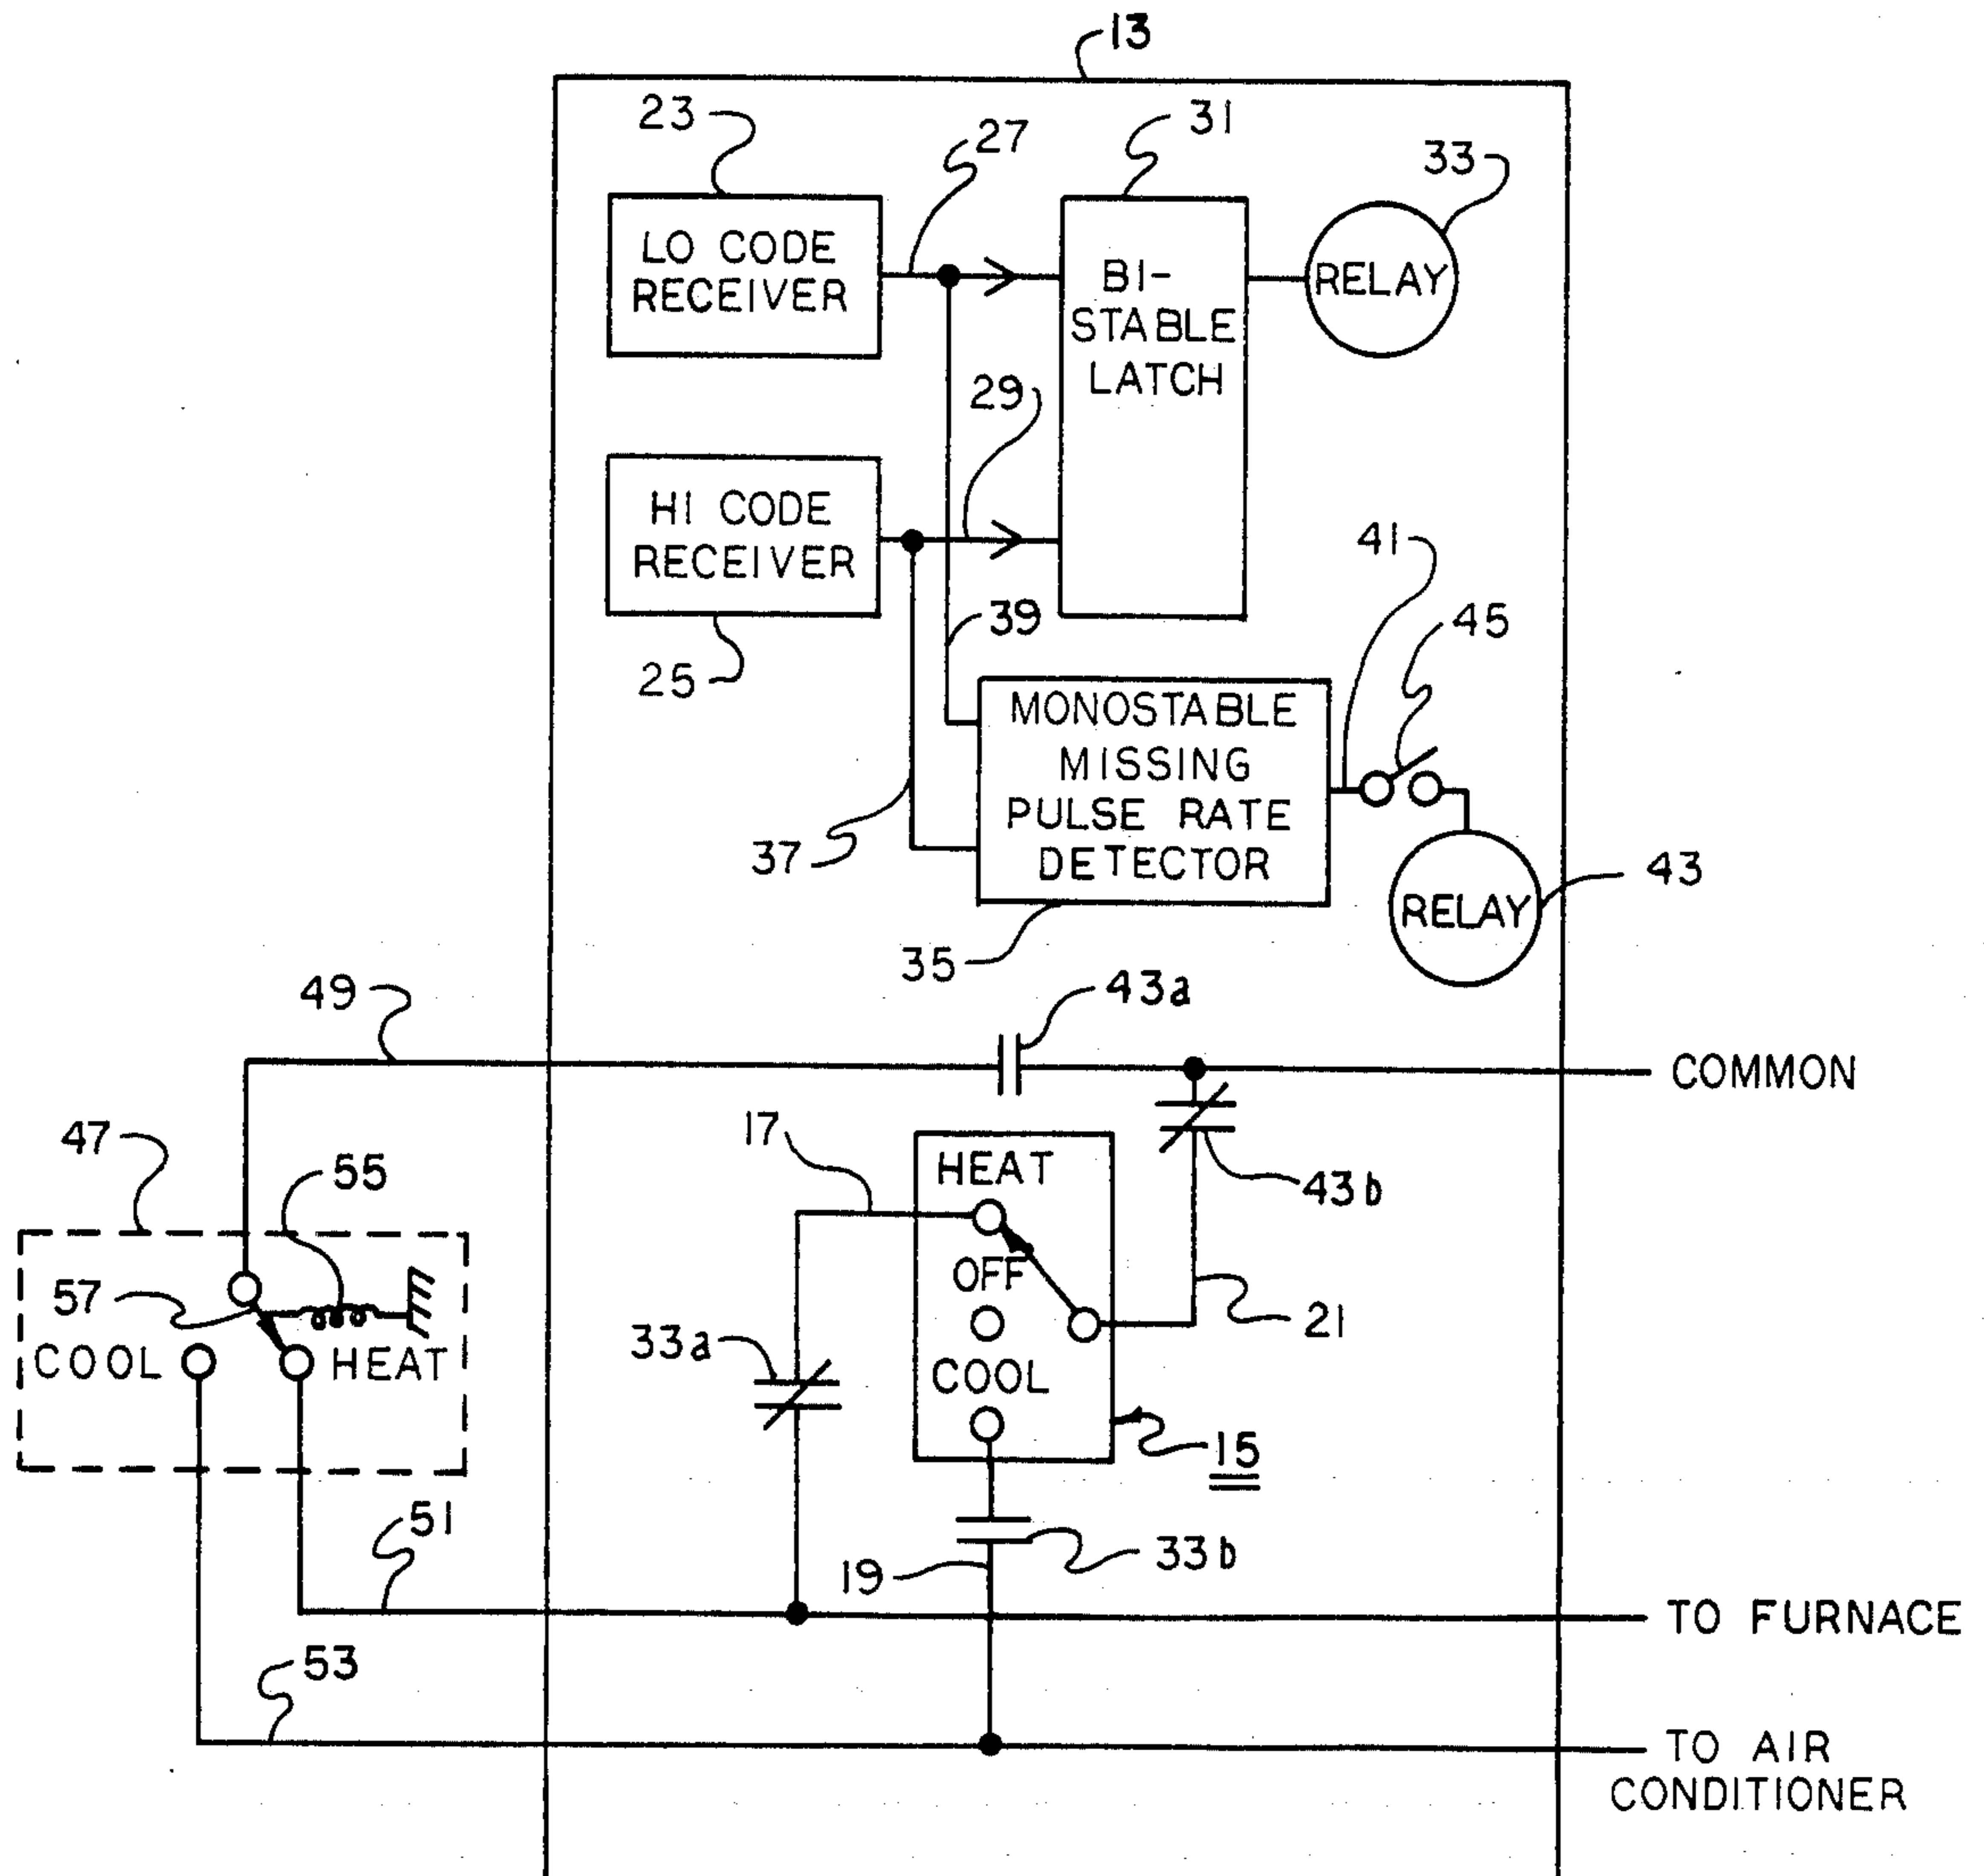 13
23
27
31
33
LO CODE
RECEIVER
BI-
STABLE
LATCH
RELAY
29
HI CODE
RECEIVER
41
39
45
25
MONOSTABLE
MISSING
PULSE RATE
DETECTOR
37
43
RELAY
35
49
43a
COMMON
17
47
55
HEAT
43b
57
OFF
21
COOL
HEAT
33a
COOL
15
51
33b
19
TO FURNACE
53
TO AIR
CONDITIONER